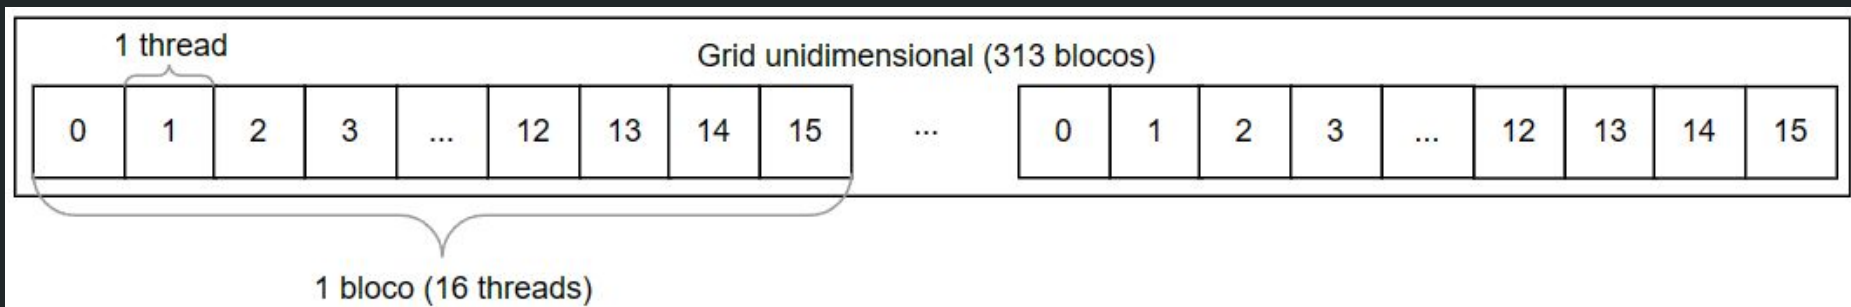 1 thread
Grid unidimensional (313 blocos)
0 1 2 3 ... 12 13 14 15 ... 0 1 2 3 ... 12 13 14 15
1 bloco (16 threads)